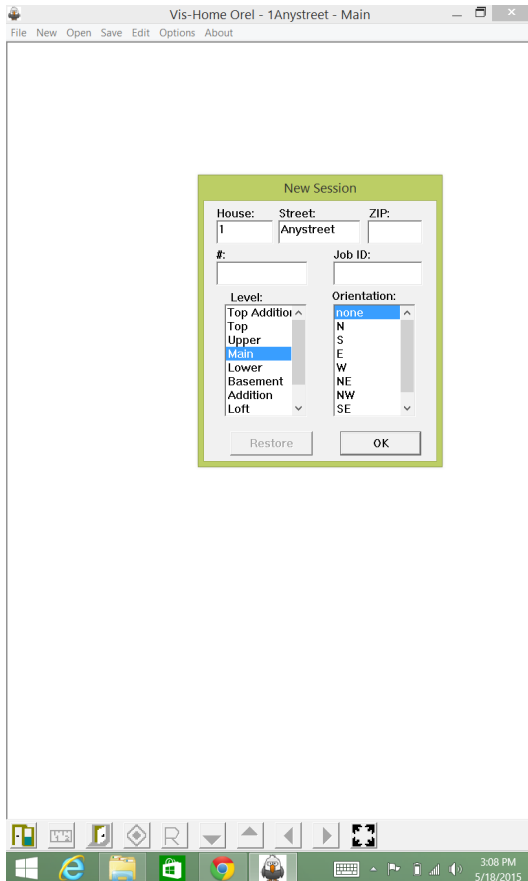 Vis-Home Orel - 1Anystreet - Main
File New Open Save Edit Options About
New Session
House: Street: ZIP:
1 Anystreet
#: Job ID:
Level: Orientation:
Top Addition none
Top N
Upper S
Main E
Lower W
Basement NE
Addition NW
Loft SE
Restore OK
R
3:08 PM
5/18/2015